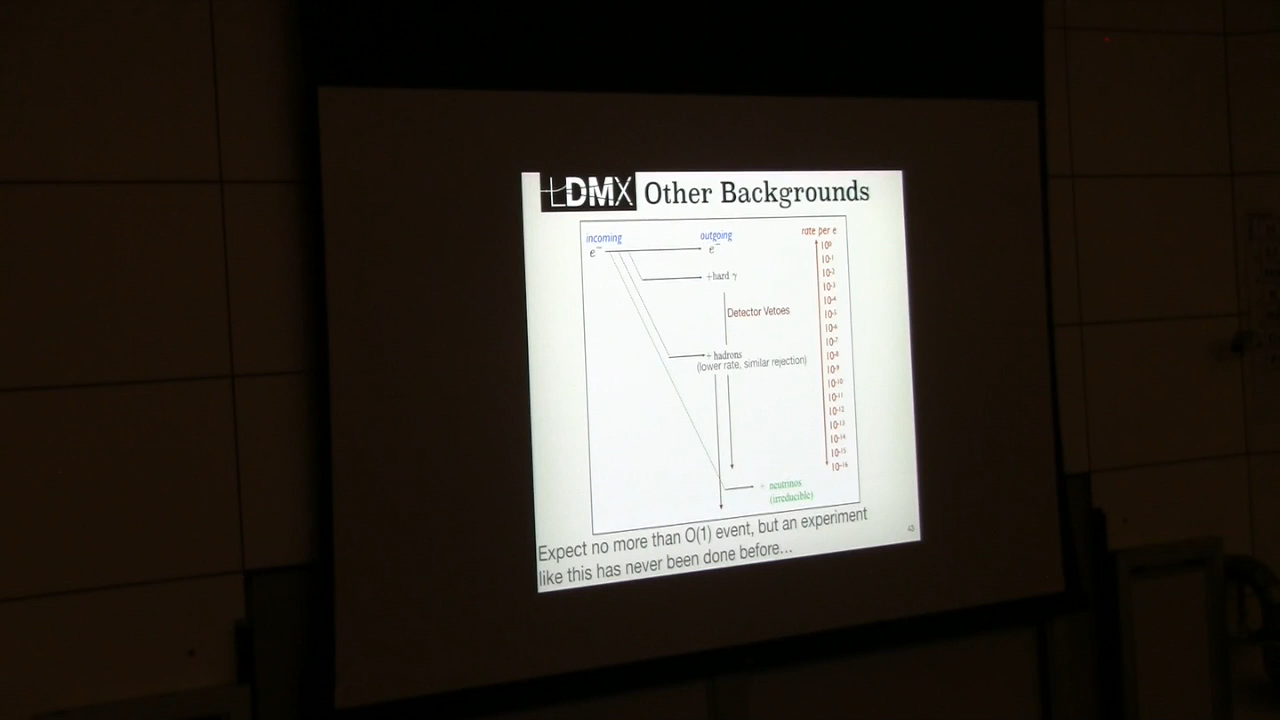 LDMX Other Backgrounds
incoming
outgoing
rate per e
e⁻
e⁻
+hard γ
Detector Vetoes
+ hadrons
(lower rate, similar rejection)
+ neutrinos
(irreducible)
10⁰
10⁻¹
10⁻²
10⁻³
10⁻⁴
10⁻⁵
10⁻⁶
10⁻⁷
10⁻⁸
10⁻⁹
10⁻¹⁰
10⁻¹¹
10⁻¹²
10⁻¹³
10⁻¹⁴
10⁻¹⁵
10⁻¹⁶
Expect no more than O(1) event, but an experiment
like this has never been done before...